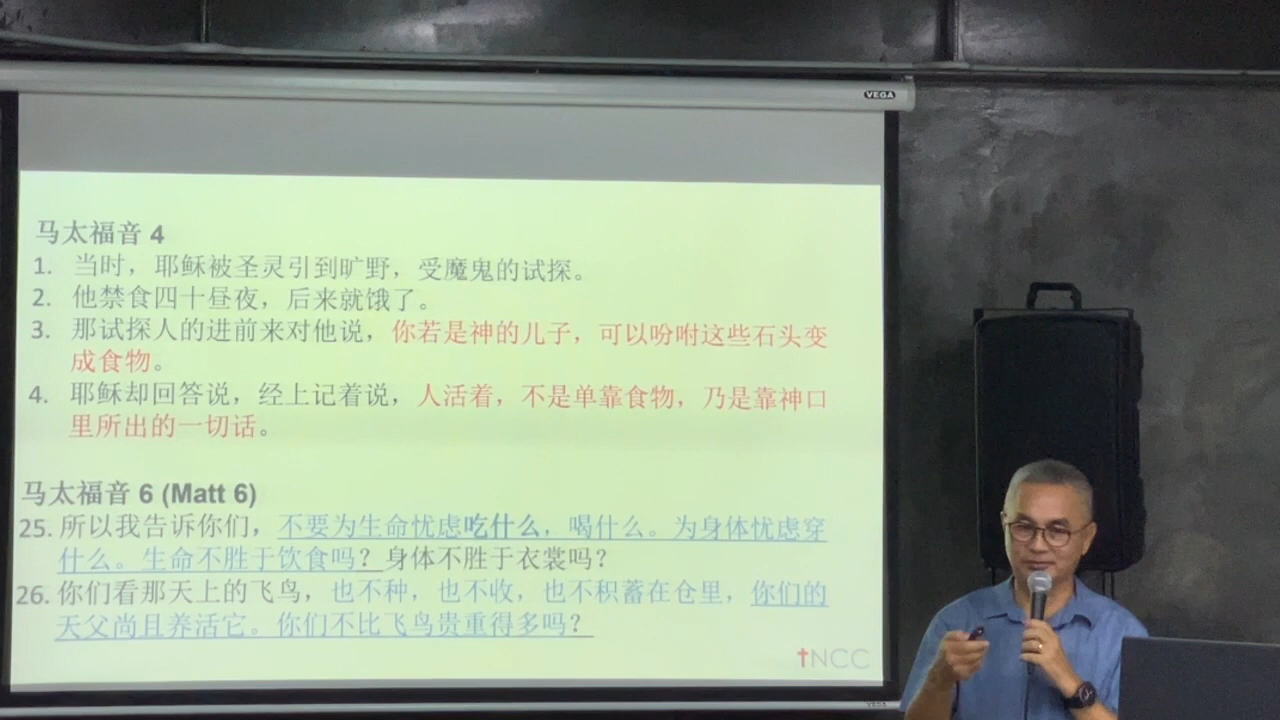 VEGA
马太福音 4
1. 当时，耶稣被圣灵引到旷野，受魔鬼的试探。
2. 他禁食四十昼夜，后来就饿了。
3. 那试探人的进前来对他说，你若是神的儿子，可以吩咐这些石头变
成食物。
4. 耶稣却回答说，经上记着说，人活着，不是单靠食物，乃是靠神口
里所出的一切话。
马太福音 6 (Matt 6)
25. 所以我告诉你们，不要为生命忧虑吃什么，喝什么。为身体忧虑穿
什么。生命不胜于饮食吗？身体不胜于衣裳吗？
26. 你们看那天上的飞鸟，也不种，也不收，也不积蓄在仓里，你们的
天父尚且养活它。你们不比飞鸟贵重得多吗？
NCC
VEGA